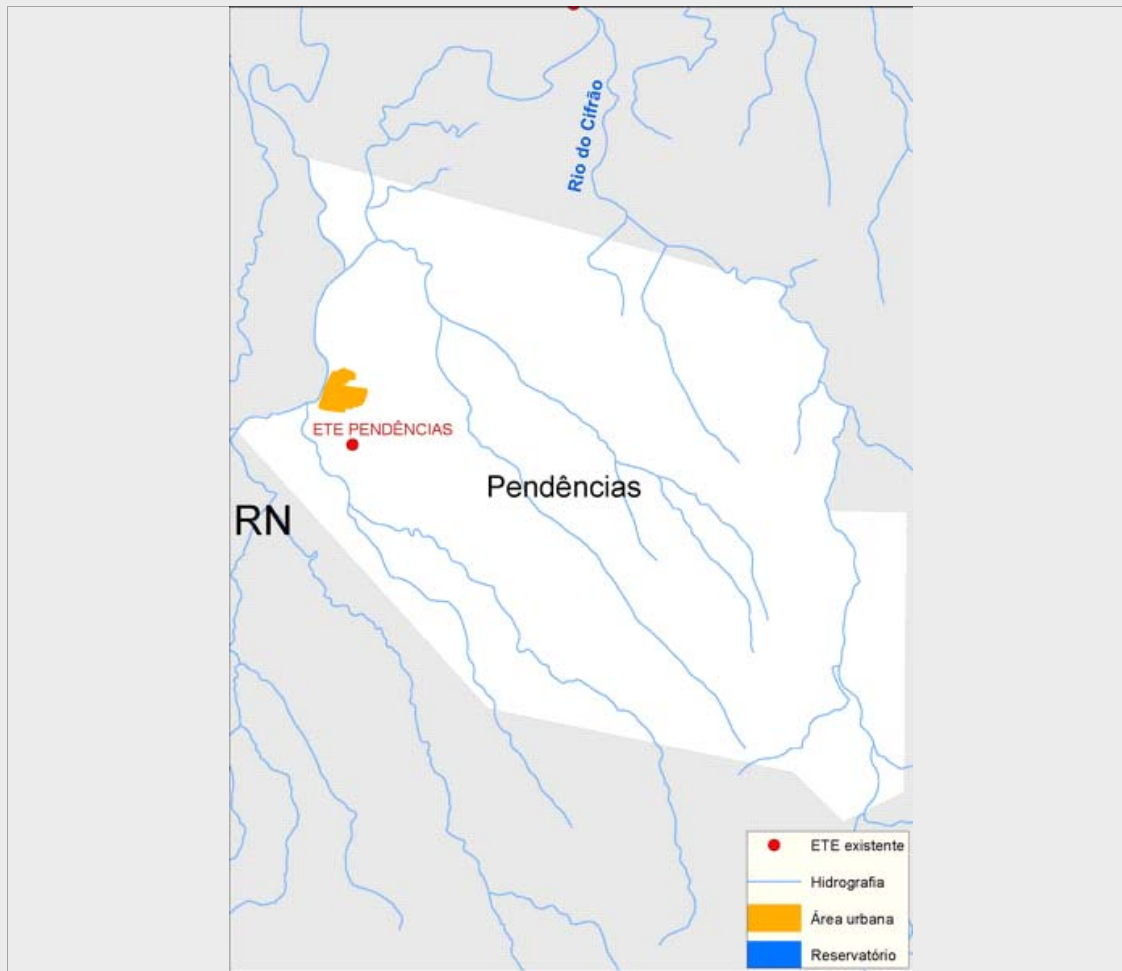 Rio do Cifrão
ETE PENDÊNCIAS
Pendências
RN
ETE existente
Hidrografia
Área urbana
Reservatório